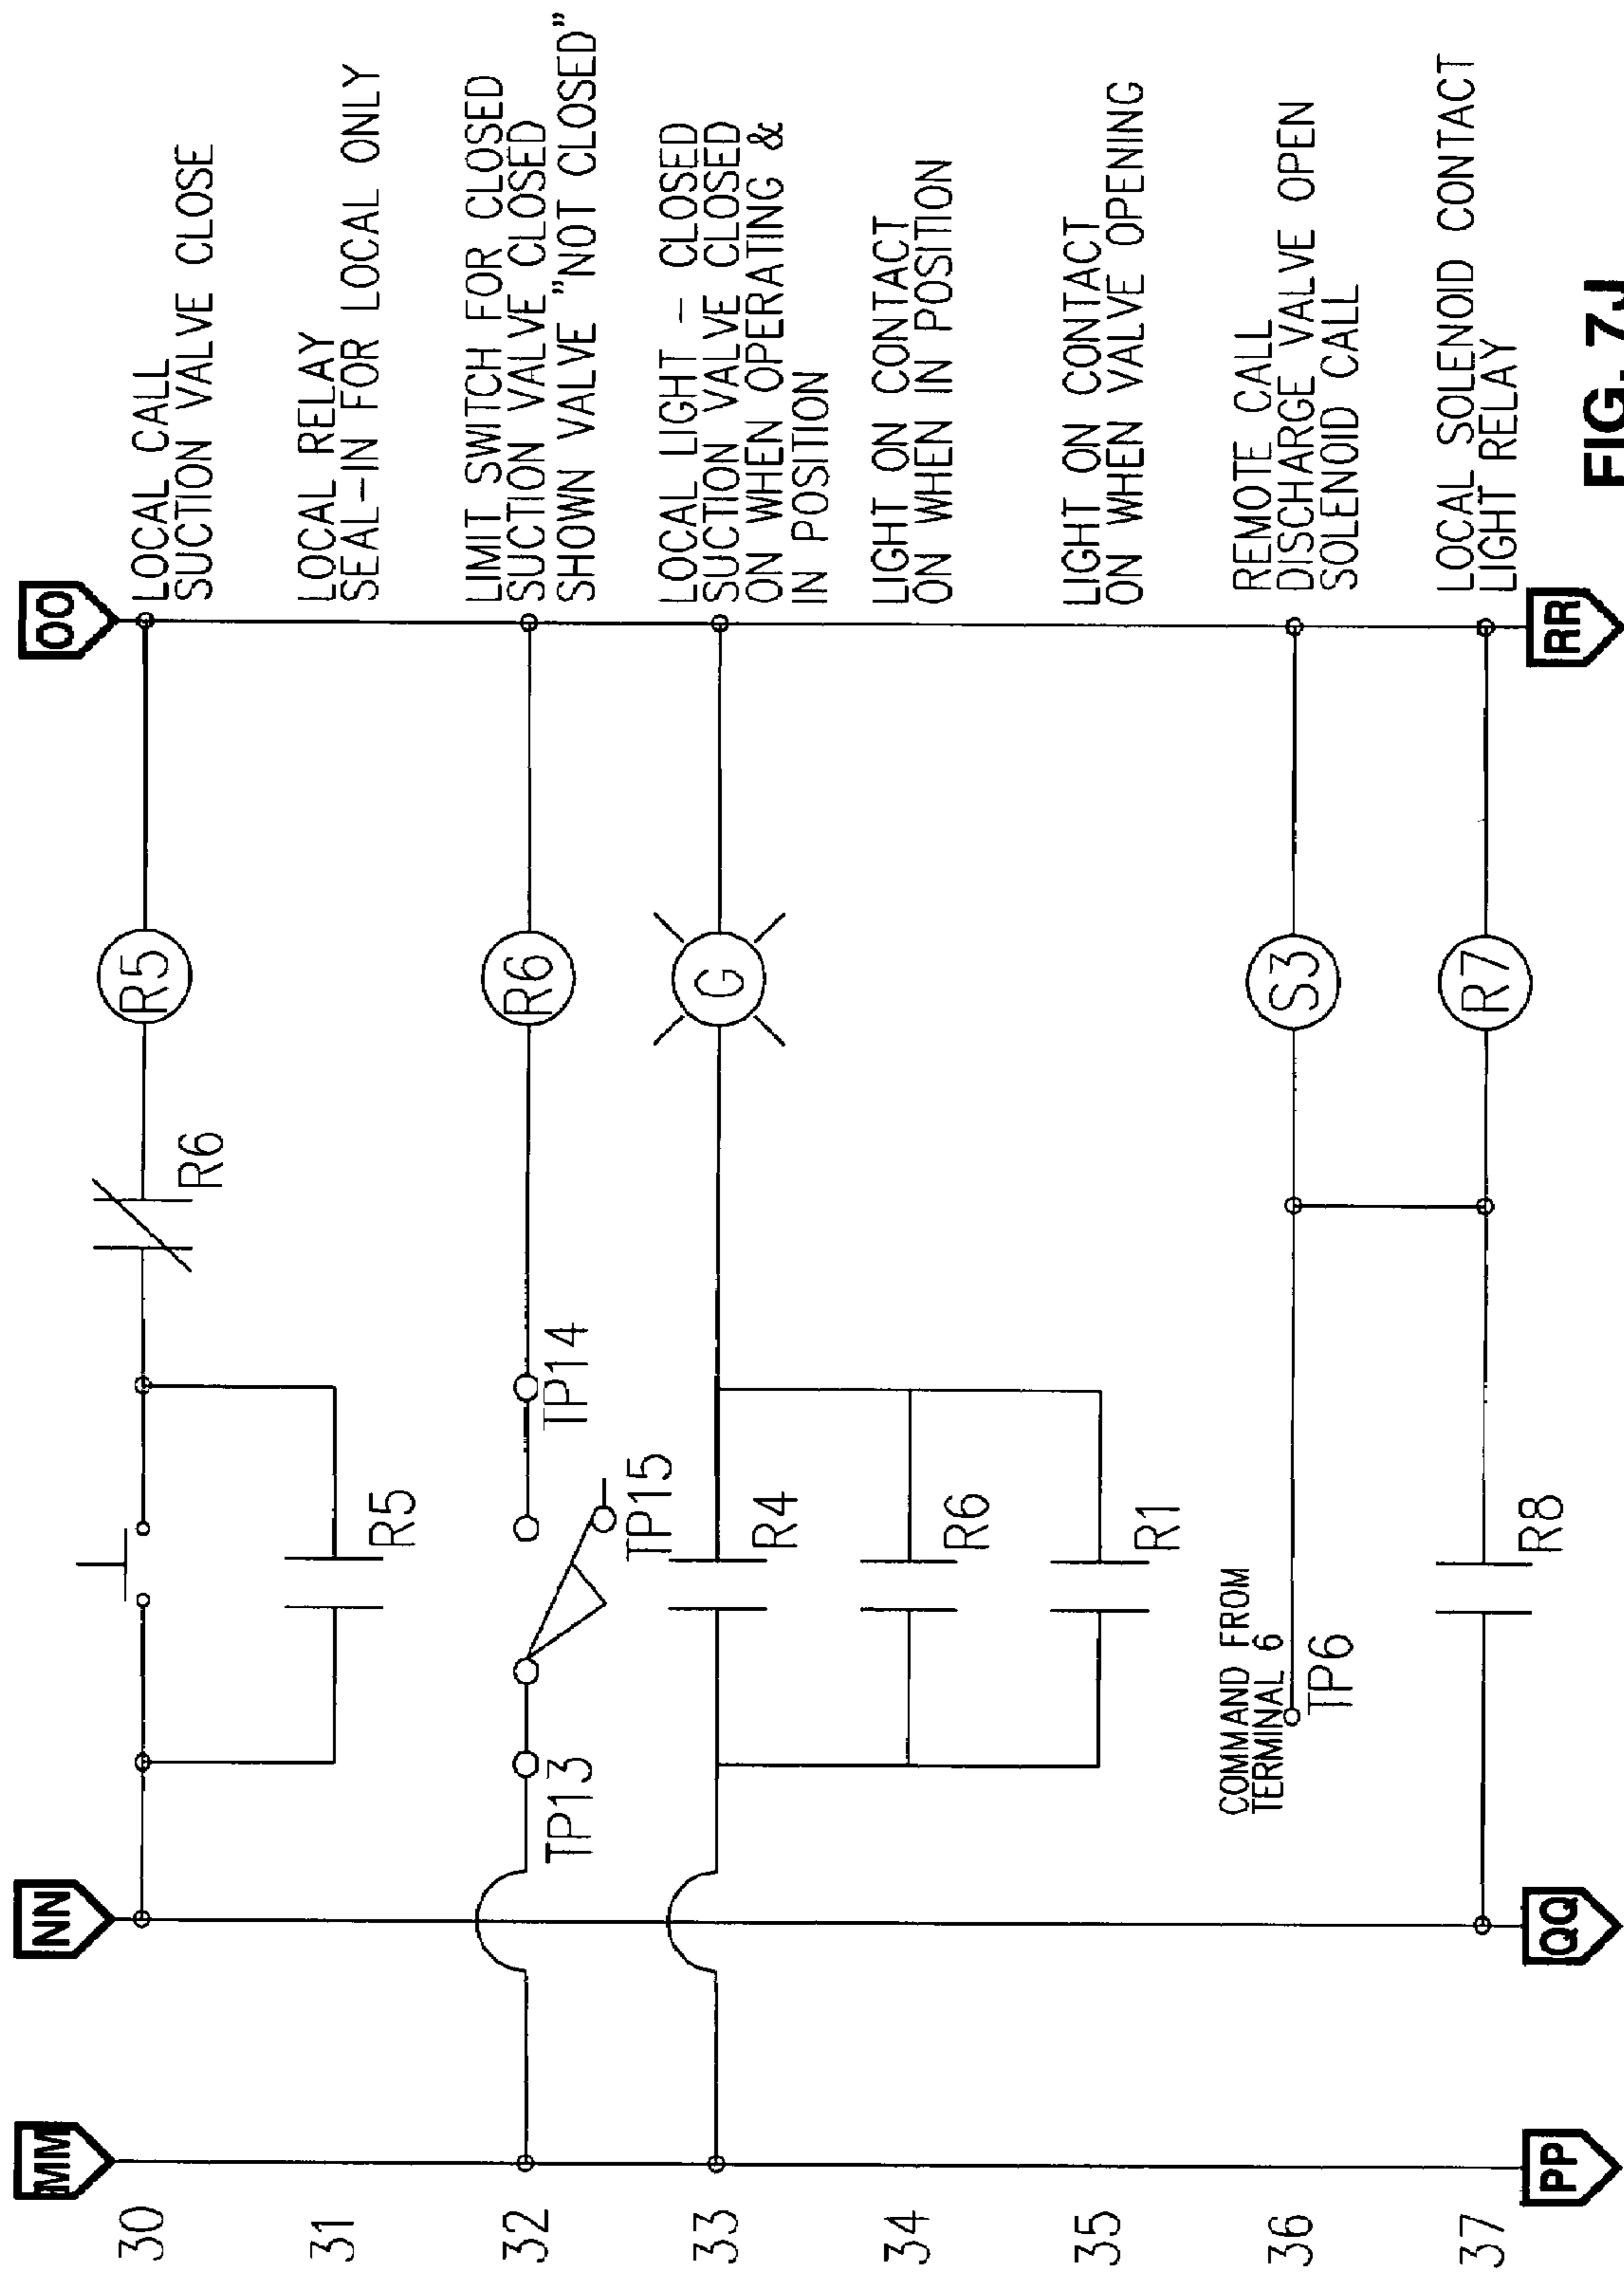 MM
NN
OO
30
R6
R5
LOCAL CALL
SUCTION VALVE CLOSE
31
R5
LOCAL RELAY
SEAL-IN FOR LOCAL ONLY
32
TP13
TP15
TP14
R6
LIMIT SWITCH FOR CLOSED
SUCTION VALVE CLOSED
SHOWN VALVE "NOT CLOSED"
33
R4
G
LOCAL LIGHT - CLOSED
SUCTION VALVE CLOSED
ON WHEN OPERATING &
IN POSITION
34
R6
LIGHT ON CONTACT
ON WHEN IN POSITION
35
R1
LIGHT ON CONTACT
ON WHEN VALVE OPENING
36
COMMAND FROM
TERMINAL 6
TP6
S3
REMOTE CALL
DISCHARGE VALVE OPEN
SOLENOID CALL
37
R8
R7
LOCAL SOLENOID CONTACT
LIGHT RELAY
PP
QQ
RR
FIG. 7J